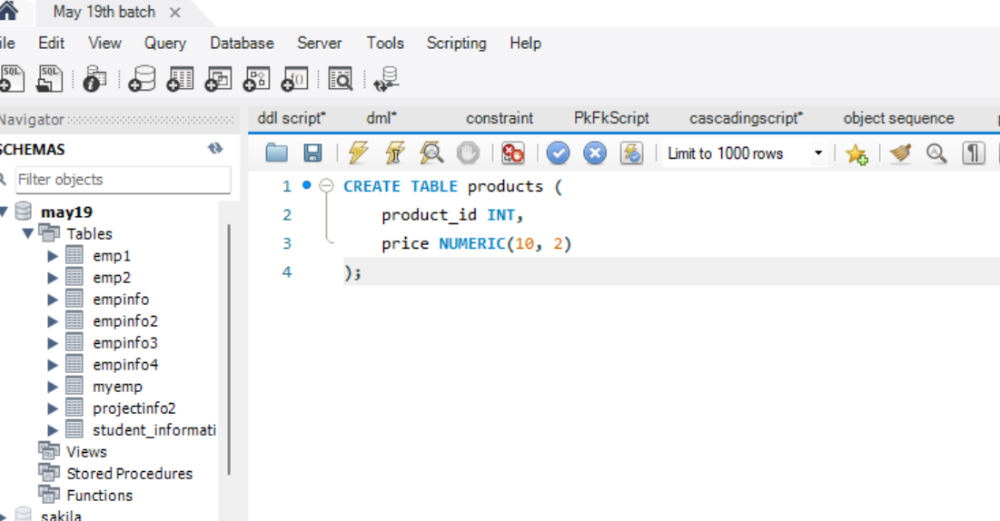 May 19th batch
ile Edit View Query Database Server Tools Scripting Help
SQL SQL
Navigator
SCHEMAS
Filter objects
may19
Tables
emp1
emp2
empinfo
empinfo2
empinfo3
empinfo4
myemp
projectinfo2
student_informati
Views
Stored Procedures
Functions
sakila
ddl script* dml* constraint PkFkScript cascadingscript* object sequence
Limit to 1000 rows
1 CREATE TABLE products (
2 product_id INT,
3 price NUMERIC(10, 2)
4 );